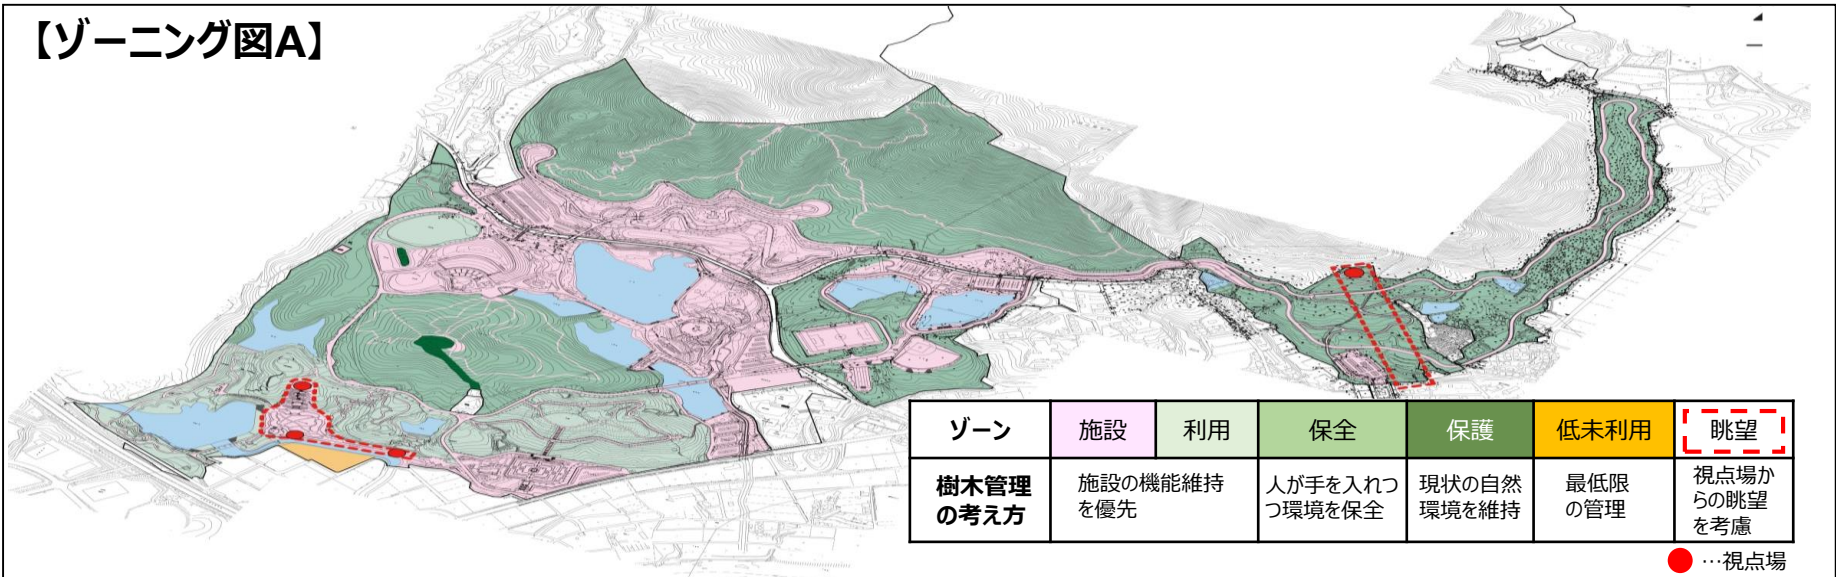 【ゾーニング図A】
ゾーン 施設 利用 保全 保護 低未利用 眺望
樹木管理
の考え方
施設の機能維持
を優先
人が手を入れつ
つ環境を保全
現状の自然
環境を維持
最低限
の管理
視点場か
らの眺望
を考慮
…視点場